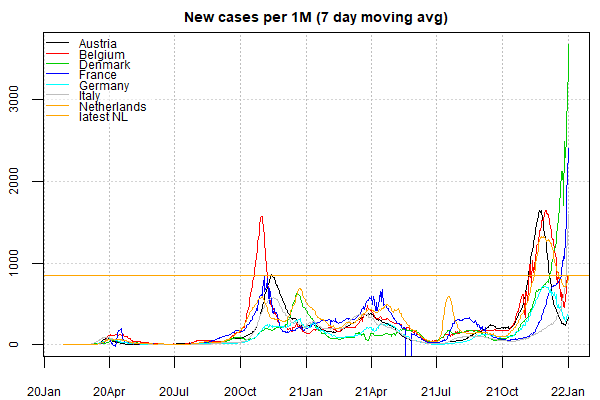 New cases per 1M (7 day moving avg)
Austria
Belgium
Denmark
France
Germany
Italy
Netherlands
latest NL
3000
2000
1000
0
20Jan 20Apr 20Jul 20Oct 21Jan 21Apr 21Jul 21Oct 22Jan